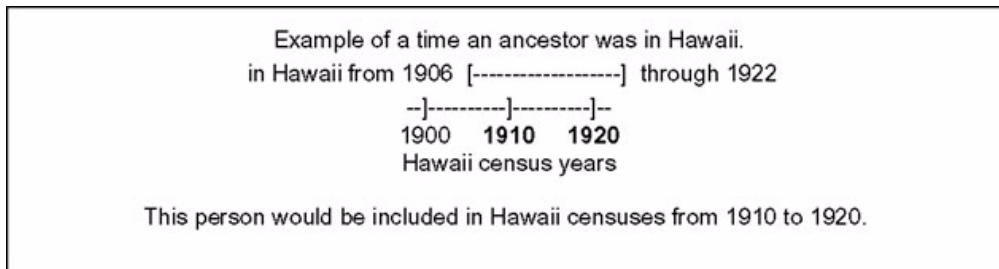 Example of a time an ancestor was in Hawaii.
in Hawaii from 1906 [-------------------] through 1922
--]----------]----------]--
1900 1910 1920
Hawaii census years
This person would be included in Hawaii censuses from 1910 to 1920.